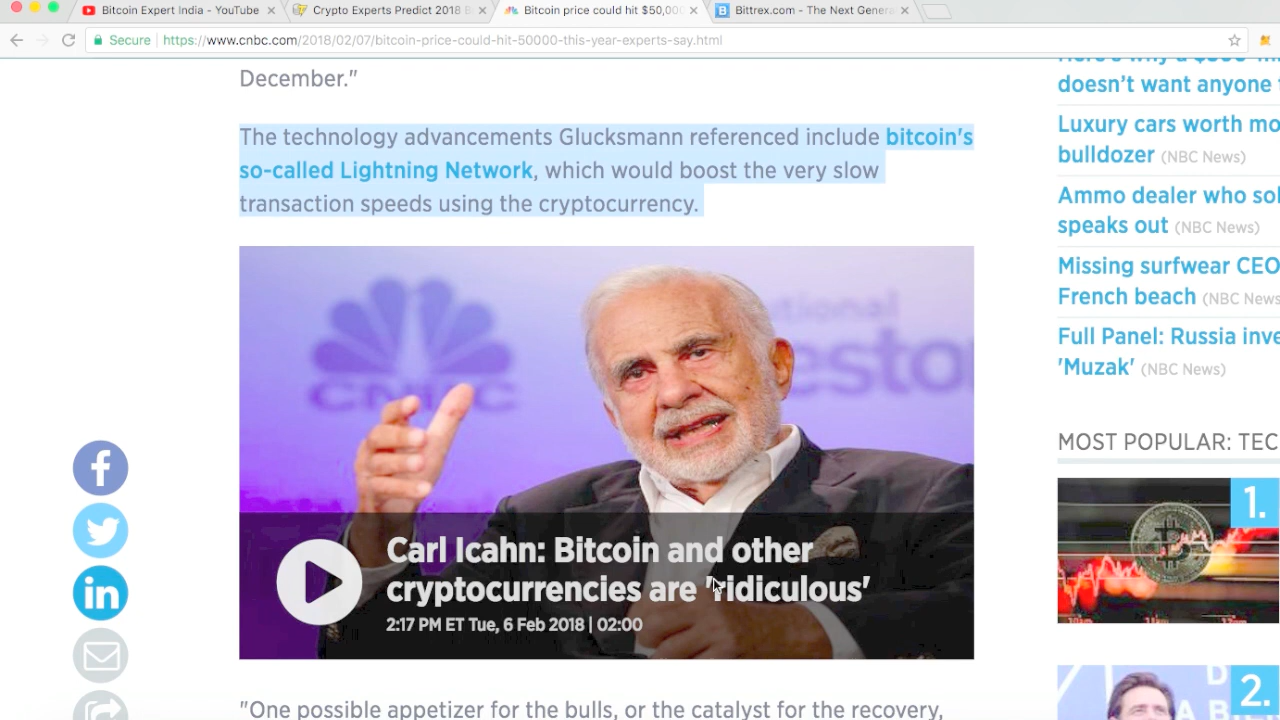 Bitcoin Expert India - YouTube
Crypto Experts Predict 2018 B
Bitcoin price could hit $50,000
Bittrex.com - The Next Genera
Secure
https://www.cnbc.com/2018/02/07/bitcoin-price-could-hit-50000-this-year-experts-say.html
December."
The technology advancements Glucksmann referenced include bitcoin's
so-called Lightning Network, which would boost the very slow
transaction speeds using the cryptocurrency.
CNBC
Carl Icahn: Bitcoin and other
cryptocurrencies are 'ridiculous'
2:17 PM ET Tue, 6 Feb 2018 | 02:00
"One possible appetizer for the bulls, or the catalyst for the recovery,
doesn't want anyone
Luxury cars worth mo
bulldozer (NBC News)
Ammo dealer who sol
speaks out (NBC News)
Missing surfwear CEO
French beach (NBC News
Full Panel: Russia inve
'Muzak' (NBC News)
MOST POPULAR: TEC
1.
2.